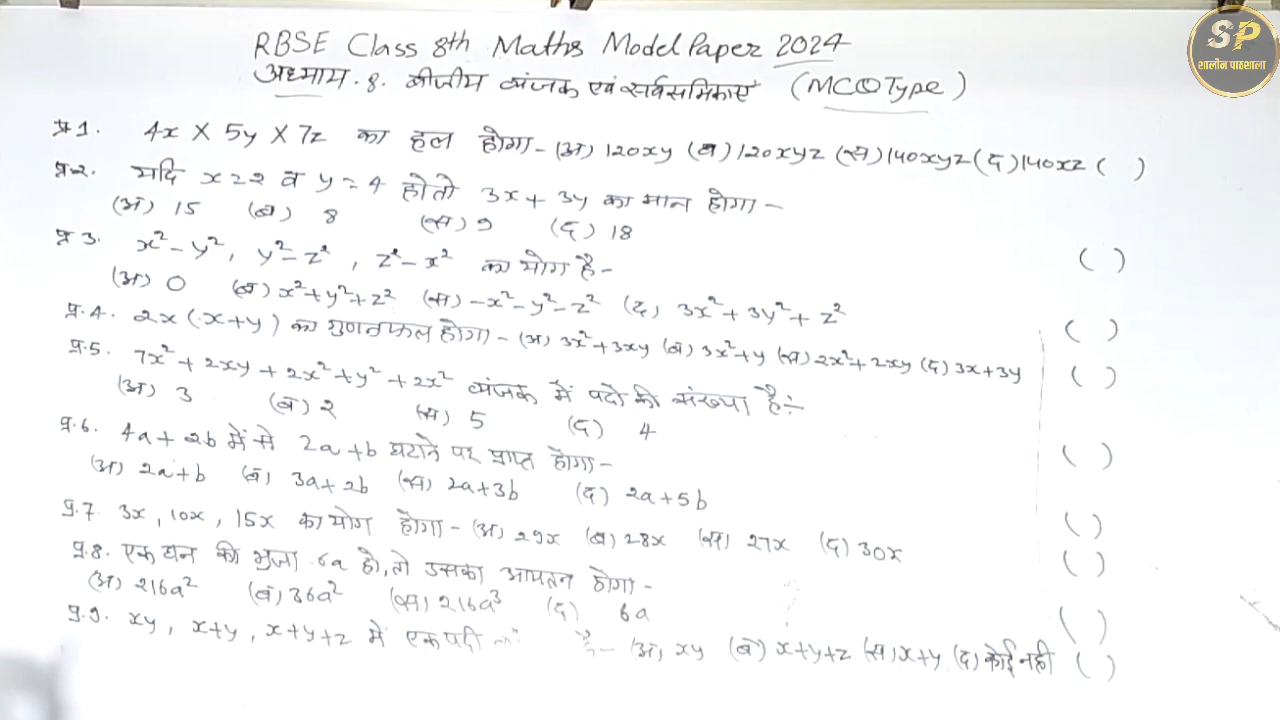 SP
शालीन पाठशाला
RBSE Class 8th Maths Model Paper 2024
अध्याय.8. बीजीय व्यंजक एवं सर्वसमिकाएँ (MCQ Type)
प्र1. 4x X 5y X 7z का हल होगा- (अ) 120xy (ब) 120xyz (स) 140xyz (द) 140xz ( )
प्र.2. यदि x=2 व y=4 हो तो 3x+3y का मान होगा-
(अ) 15 (ब) 8 (स) 9 (द) 18
( )
प्र 3. x²-y², y²-z², z²-x² का योग है-
(अ) 0 (ब) x²+y²+z² (स) -x²-y²-z² (द) 3x²+3y²+z²
( )
प्र.4. 2x(x+y) का गुणनफल होगा- (अ) 3x²+3xy (ब) 3x²+y (स) 2x²+2xy (द) 3x+3y ( )
प्र.5. 7x²+2xy+2x²+y²+2x² व्यंजक में पदो की संख्या है:-
(अ) 3 (ब) 2 (स) 5 (द) 4
( )
प्र.6. 4a+2b में से 2a+b घटाने पर प्राप्त होगा-
(अ) 2a+b (ब) 3a+2b (स) 2a+3b (द) 2a+5b
( )
प्र.7. 3x, 10x, 15x का योग होगा- (अ) 29x (ब) 28x (स) 27x (द) 30x ( )
प्र.8. एक घन की भुजा 6a हो, तो उसका आयतन होगा-
(अ) 216a² (ब) 36a² (स) 216a³ (द) 6a
( )
प्र.9. xy, x+y, x+y+z में एक पदी है- (अ) xy (ब) x+y+z (स) x+y (द) कोई नही ( )